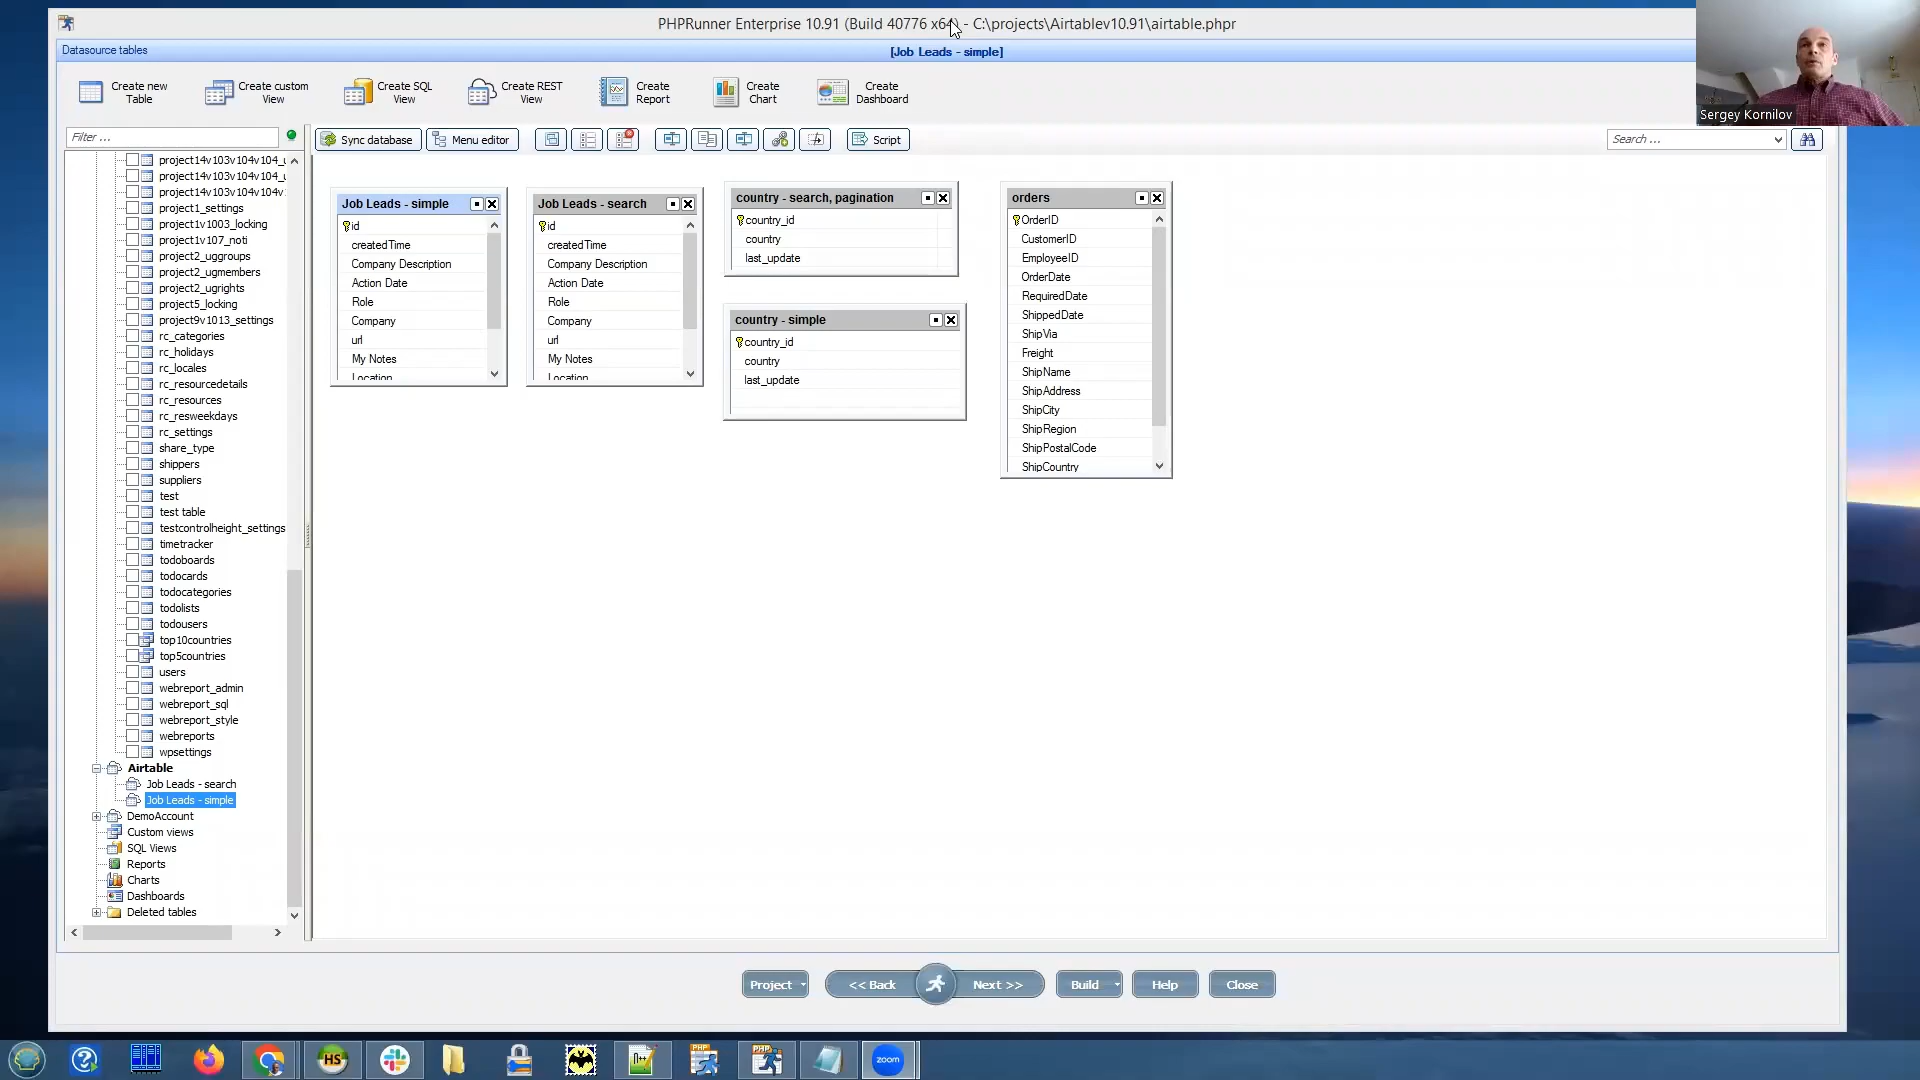 PHPRunner Enterprise 10.91 (Build 40776 x64) - C:\projects\Airtablev10.91\airtable.phpr
Datasource tables
[Job Leads - simple]
Create new Table
Create custom View
Create SQL View
Create REST View
Create Report
Create Chart
Create Dashboard
Sergey Kornilov
Filter ...
Sync database
Menu editor
Script
Search ...
project14v103v104v104_u
project14v103v104v104_u
project14v103v104v104v
project1_settings
project1v1003_locking
project1v107_noti
project2_uggroups
project2_ugmembers
project2_ugrights
project5_locking
project9v1013_settings
rc_categories
rc_holidays
rc_locales
rc_resourcedetails
rc_resources
rc_resweekdays
rc_settings
share_type
shippers
suppliers
test
test table
testcontrolheight_settings
timetracker
todoboards
todocards
todocategories
todolists
todousers
top10countries
top5countries
users
webreport_admin
webreport_sql
webreport_style
webreports
wpsettings
Airtable
Job Leads - search
Job Leads - simple
DemoAccount
Custom views
SQL Views
Reports
Charts
Dashboards
Deleted tables
Job Leads - simple
id
createdTime
Company Description
Action Date
Role
Company
url
My Notes
Location
Job Leads - search
id
createdTime
Company Description
Action Date
Role
Company
url
My Notes
Location
country - search, pagination
country_id
country
last_update
country - simple
country_id
country
last_update
orders
OrderID
CustomerID
EmployeeID
OrderDate
RequiredDate
ShippedDate
ShipVia
Freight
ShipName
ShipAddress
ShipCity
ShipRegion
ShipPostalCode
ShipCountry
Project
<< Back
Next >>
Build
Help
Close
HS
zoom